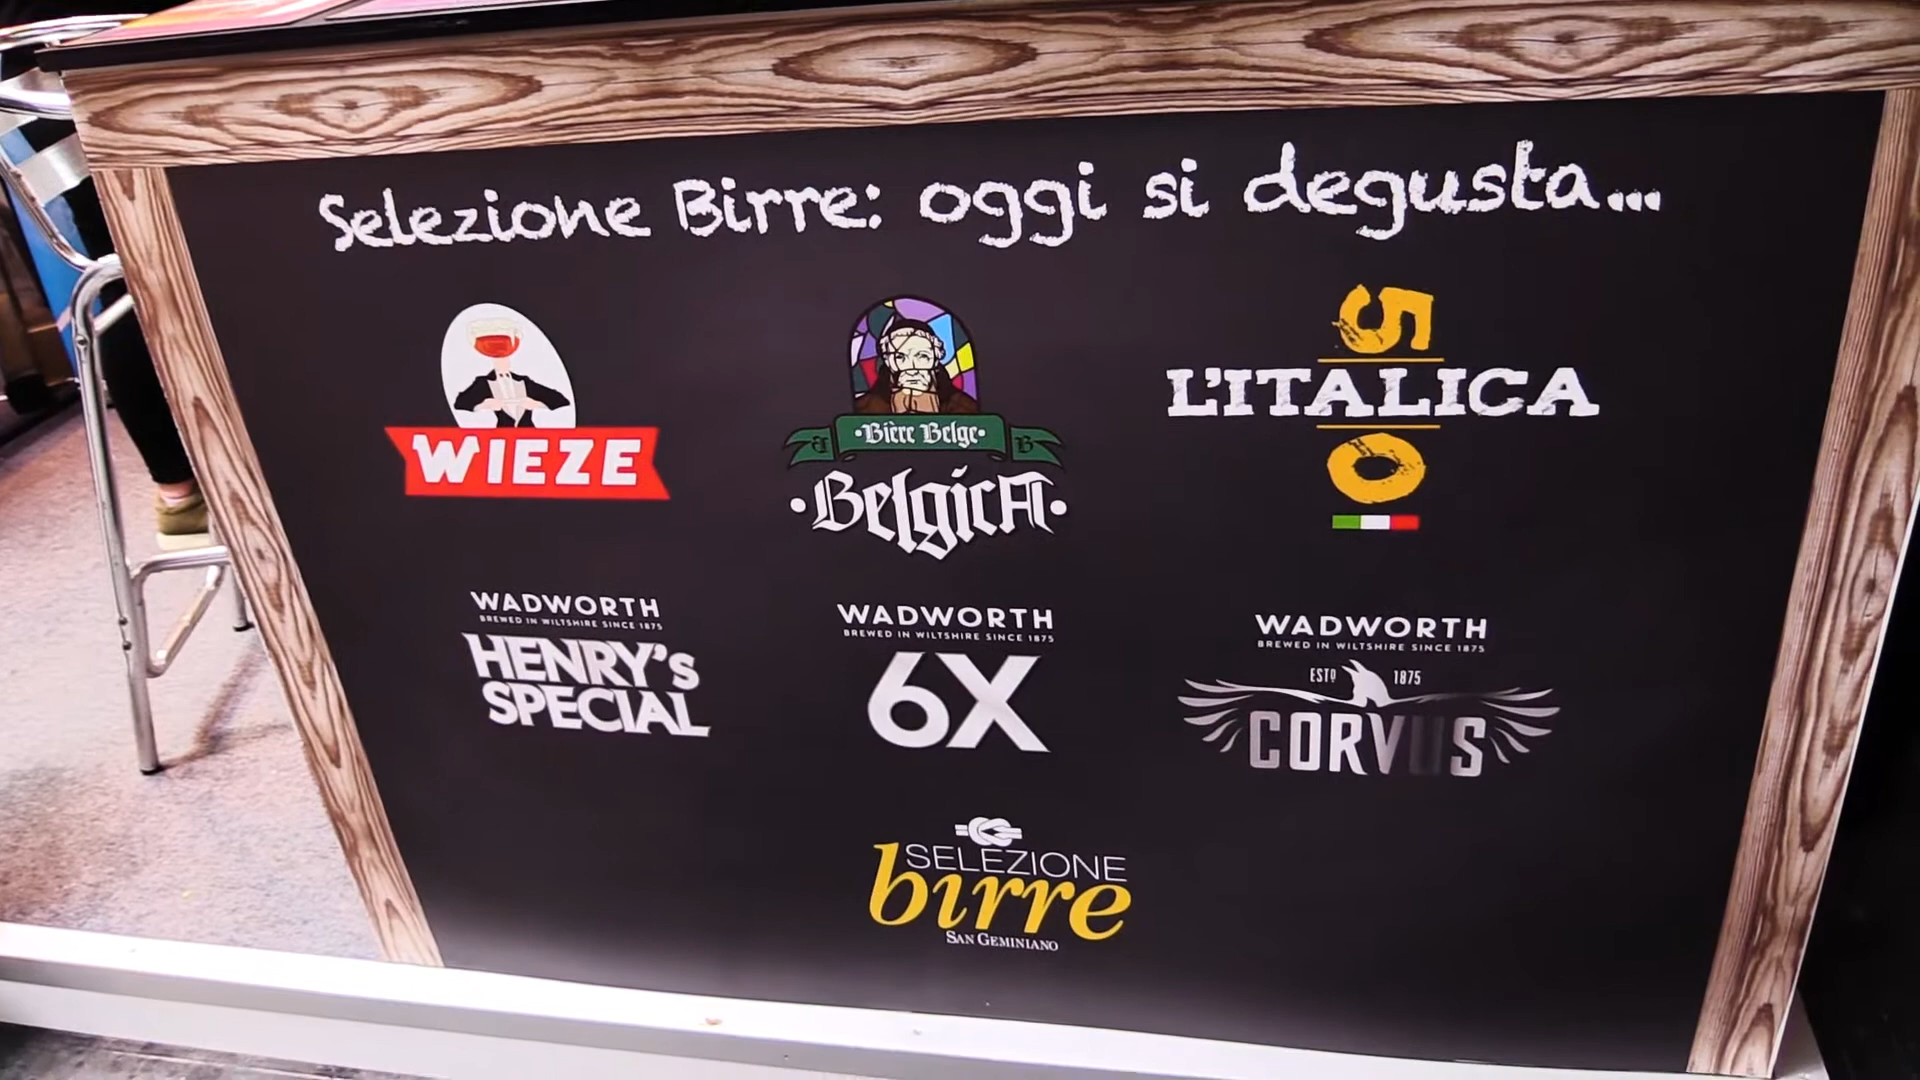 Selezione Birre: oggi si degusta...
WIEZE
B •Bière Belge• B
•BelgicA•
5
L'ITALICA
0
WADWORTH
BREWED IN WILTSHIRE SINCE 1875
HENRY'S
SPECIAL
WADWORTH
BREWED IN WILTSHIRE SINCE 1875
6X
WADWORTH
BREWED IN WILTSHIRE SINCE 1875
ESTD 1875
CORVUS
SELEZIONE
birre
SAN GEMINIANO